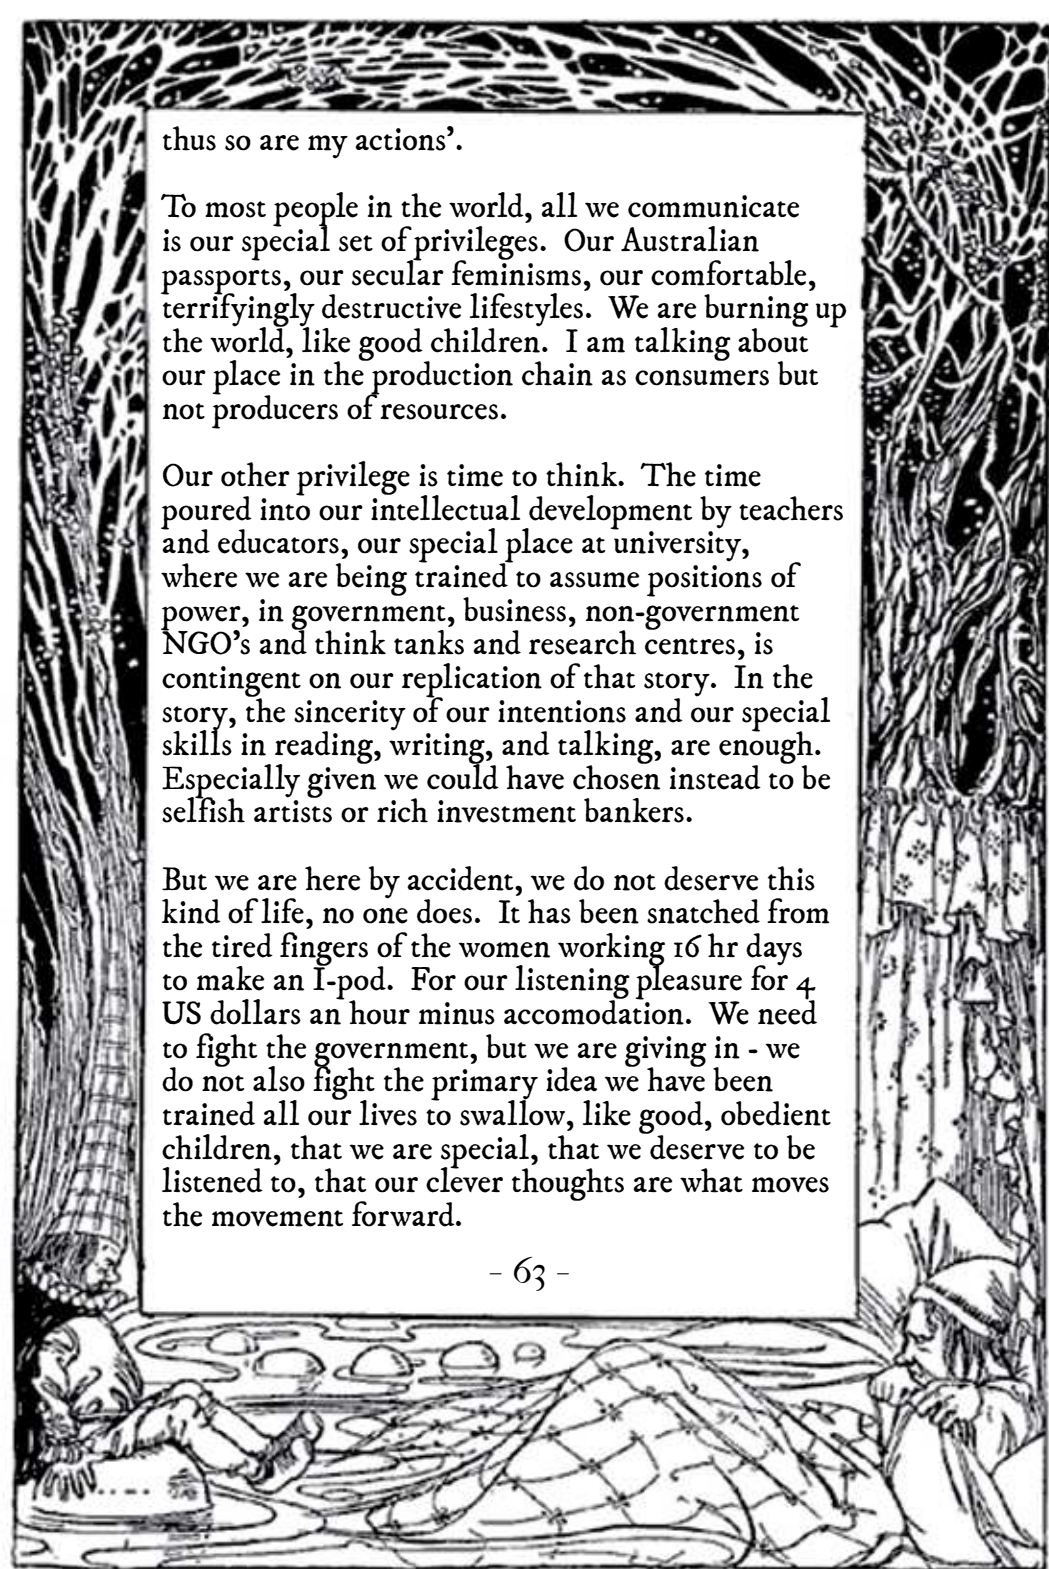 thus so are my actions’.
To most people in the world, all we communicate
is our special set of privileges.  Our Australian
passports, our secular feminisms, our comfortable,
terrifyingly destructive lifestyles.  We are burning up
the world, like good children.  I am talking about
our place in the production chain as consumers but
not producers of resources.
Our other privilege is time to think.  The time
poured into our intellectual development by teachers
and educators, our special place at university,
where we are being trained to assume positions of
power, in government, business, non-government
NGO’s and think tanks and research centres, is
contingent on our replication of that story.  In the
story, the sincerity of our intentions and our special
skills in reading, writing, and talking, are enough.
Especially given we could have chosen instead to be
selfish artists or rich investment bankers.
But we are here by accident, we do not deserve this
kind of life, no one does.  It has been snatched from
the tired fingers of the women working 16 hr days
to make an I-pod.  For our listening pleasure for 4
US dollars an hour minus accomodation.  We need
to fight the government, but we are giving in - we
do not also fight the primary idea we have been
trained all our lives to swallow, like good, obedient
children, that we are special, that we deserve to be
listened to, that our clever thoughts are what moves
the movement forward.
– 63 –